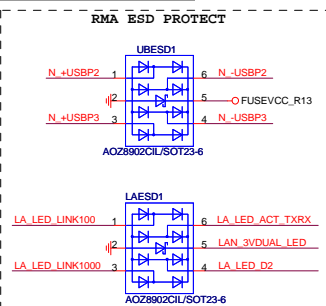 RMA ESD PROTECT
UBESD1
N_+USBP2 1 6 N_-USBP2
2 5 FUSEVCC_R13
N_+USBP3 3 4 N_-USBP3
AOZ8902CIL/SOT23-6
LAESD1
LA_LED_LINK100 1 6 LA_LED_ACT_TXRX
2 5 LAN_3VDUAL_LED
LA_LED_LINK1000 3 4 LA_LED_D2
AOZ8902CIL/SOT23-6